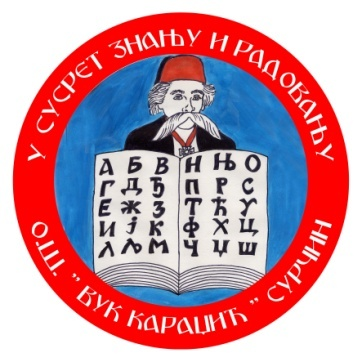 У СУСРЕТ ЗНАЊУ И РАДОВАЊУ
А Б В
Г Д Ђ
Е Ж З
И Ј К
Л Љ М
Н Њ О
П Р С
Т Ћ У
Ф Х Ц
Ч Џ Ш
О.Ш. "ВУК КАРАЏИЋ" СУРЧИН